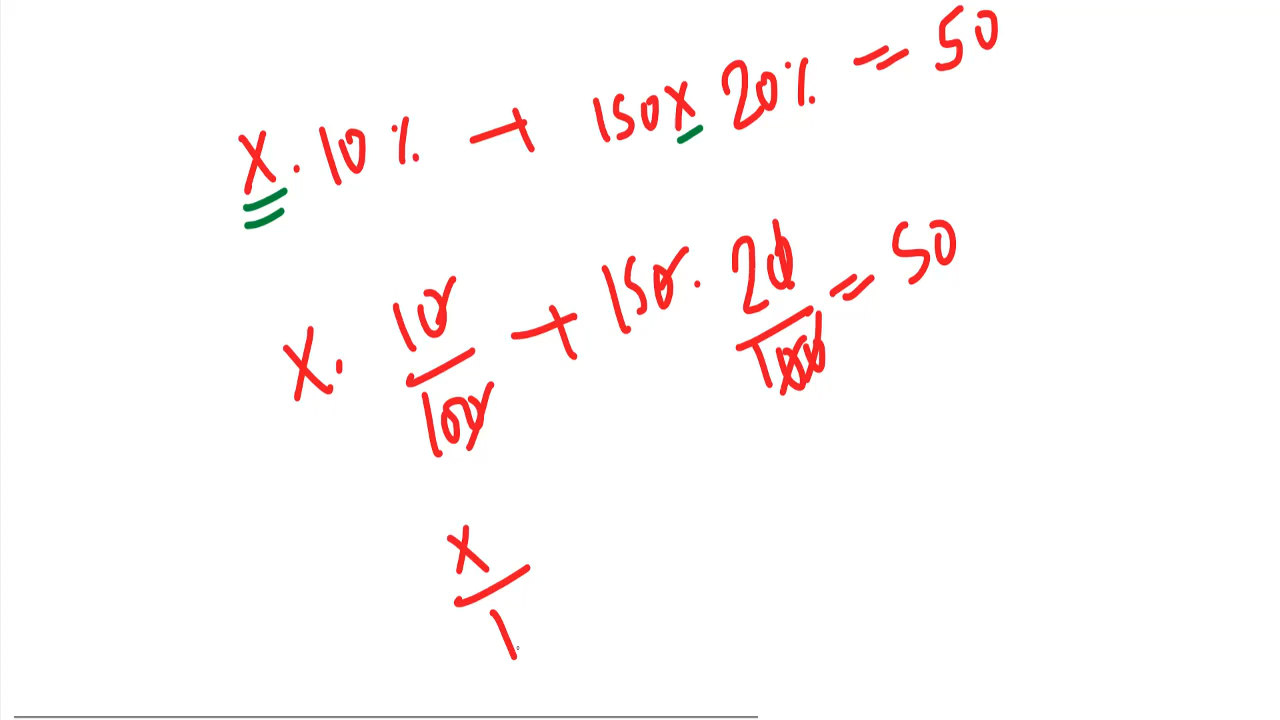 x · 10% + 150x 20% = 50
x · 10/100 + 150 · 20/100 = 50
x/1